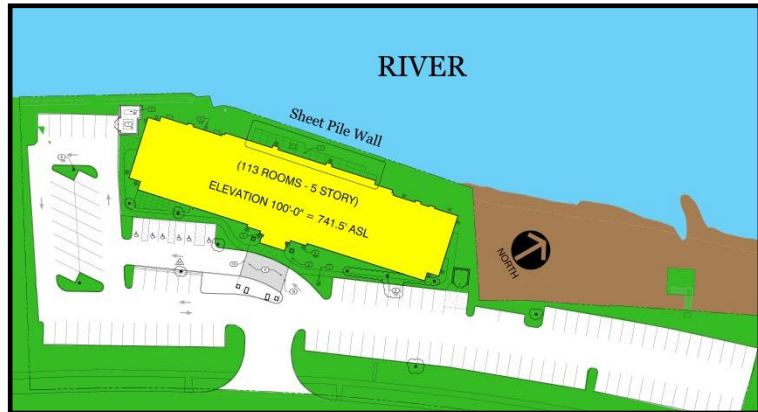 RIVER
Sheet Pile Wall
(113 ROOMS - 5 STORY)
ELEVATION 100'-0" = 741.5' ASL
NORTH